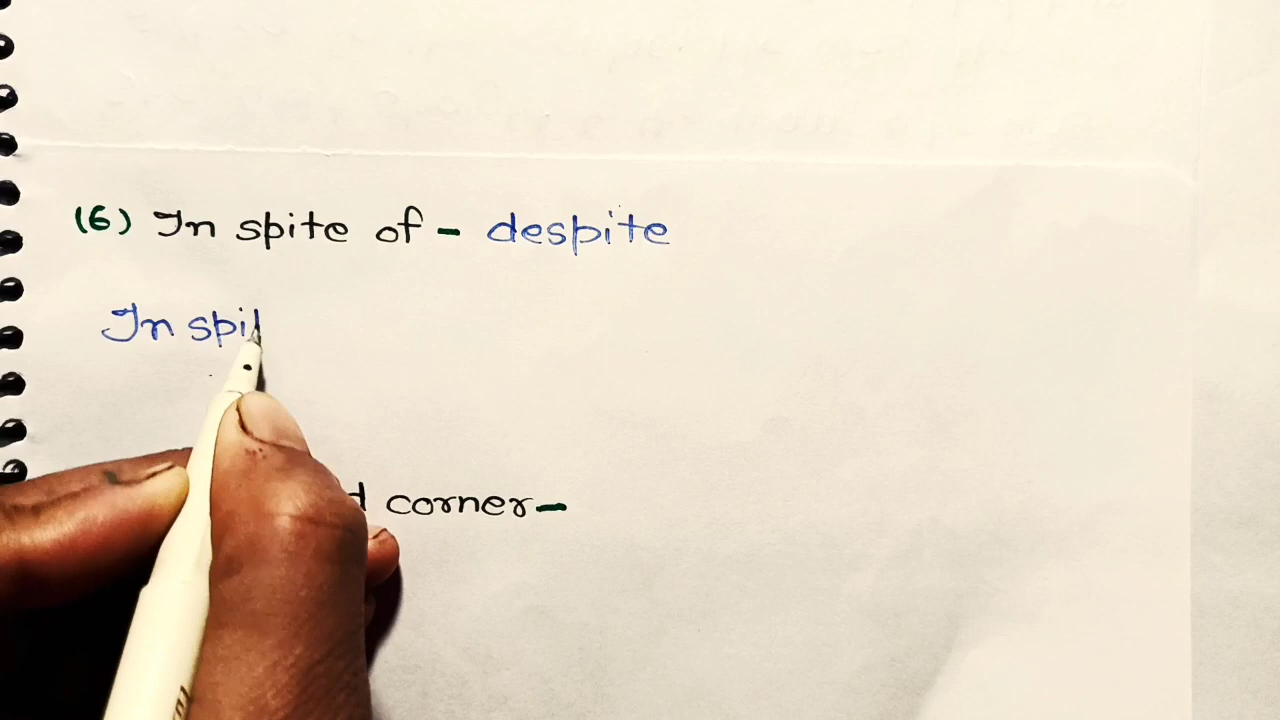 (6) In spite of - despite
In spi
corner-